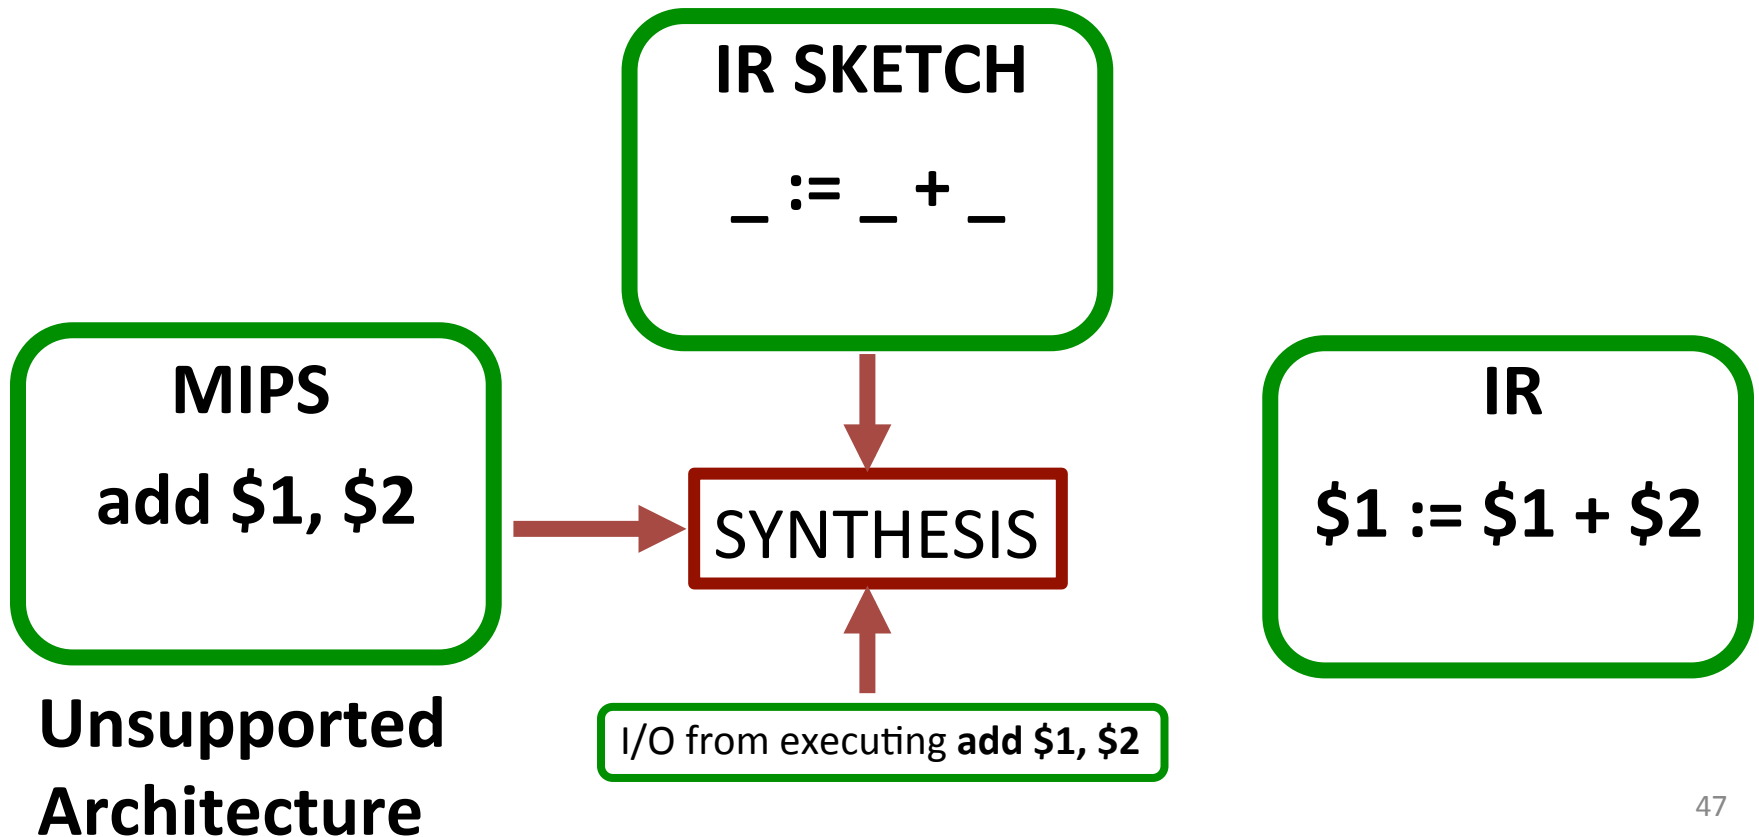 IR SKETCH
_ := _ + _
MIPS
add $1, $2
SYNTHESIS
IR
$1 := $1 + $2
Unsupported
Architecture
I/O from executing add $1, $2
47